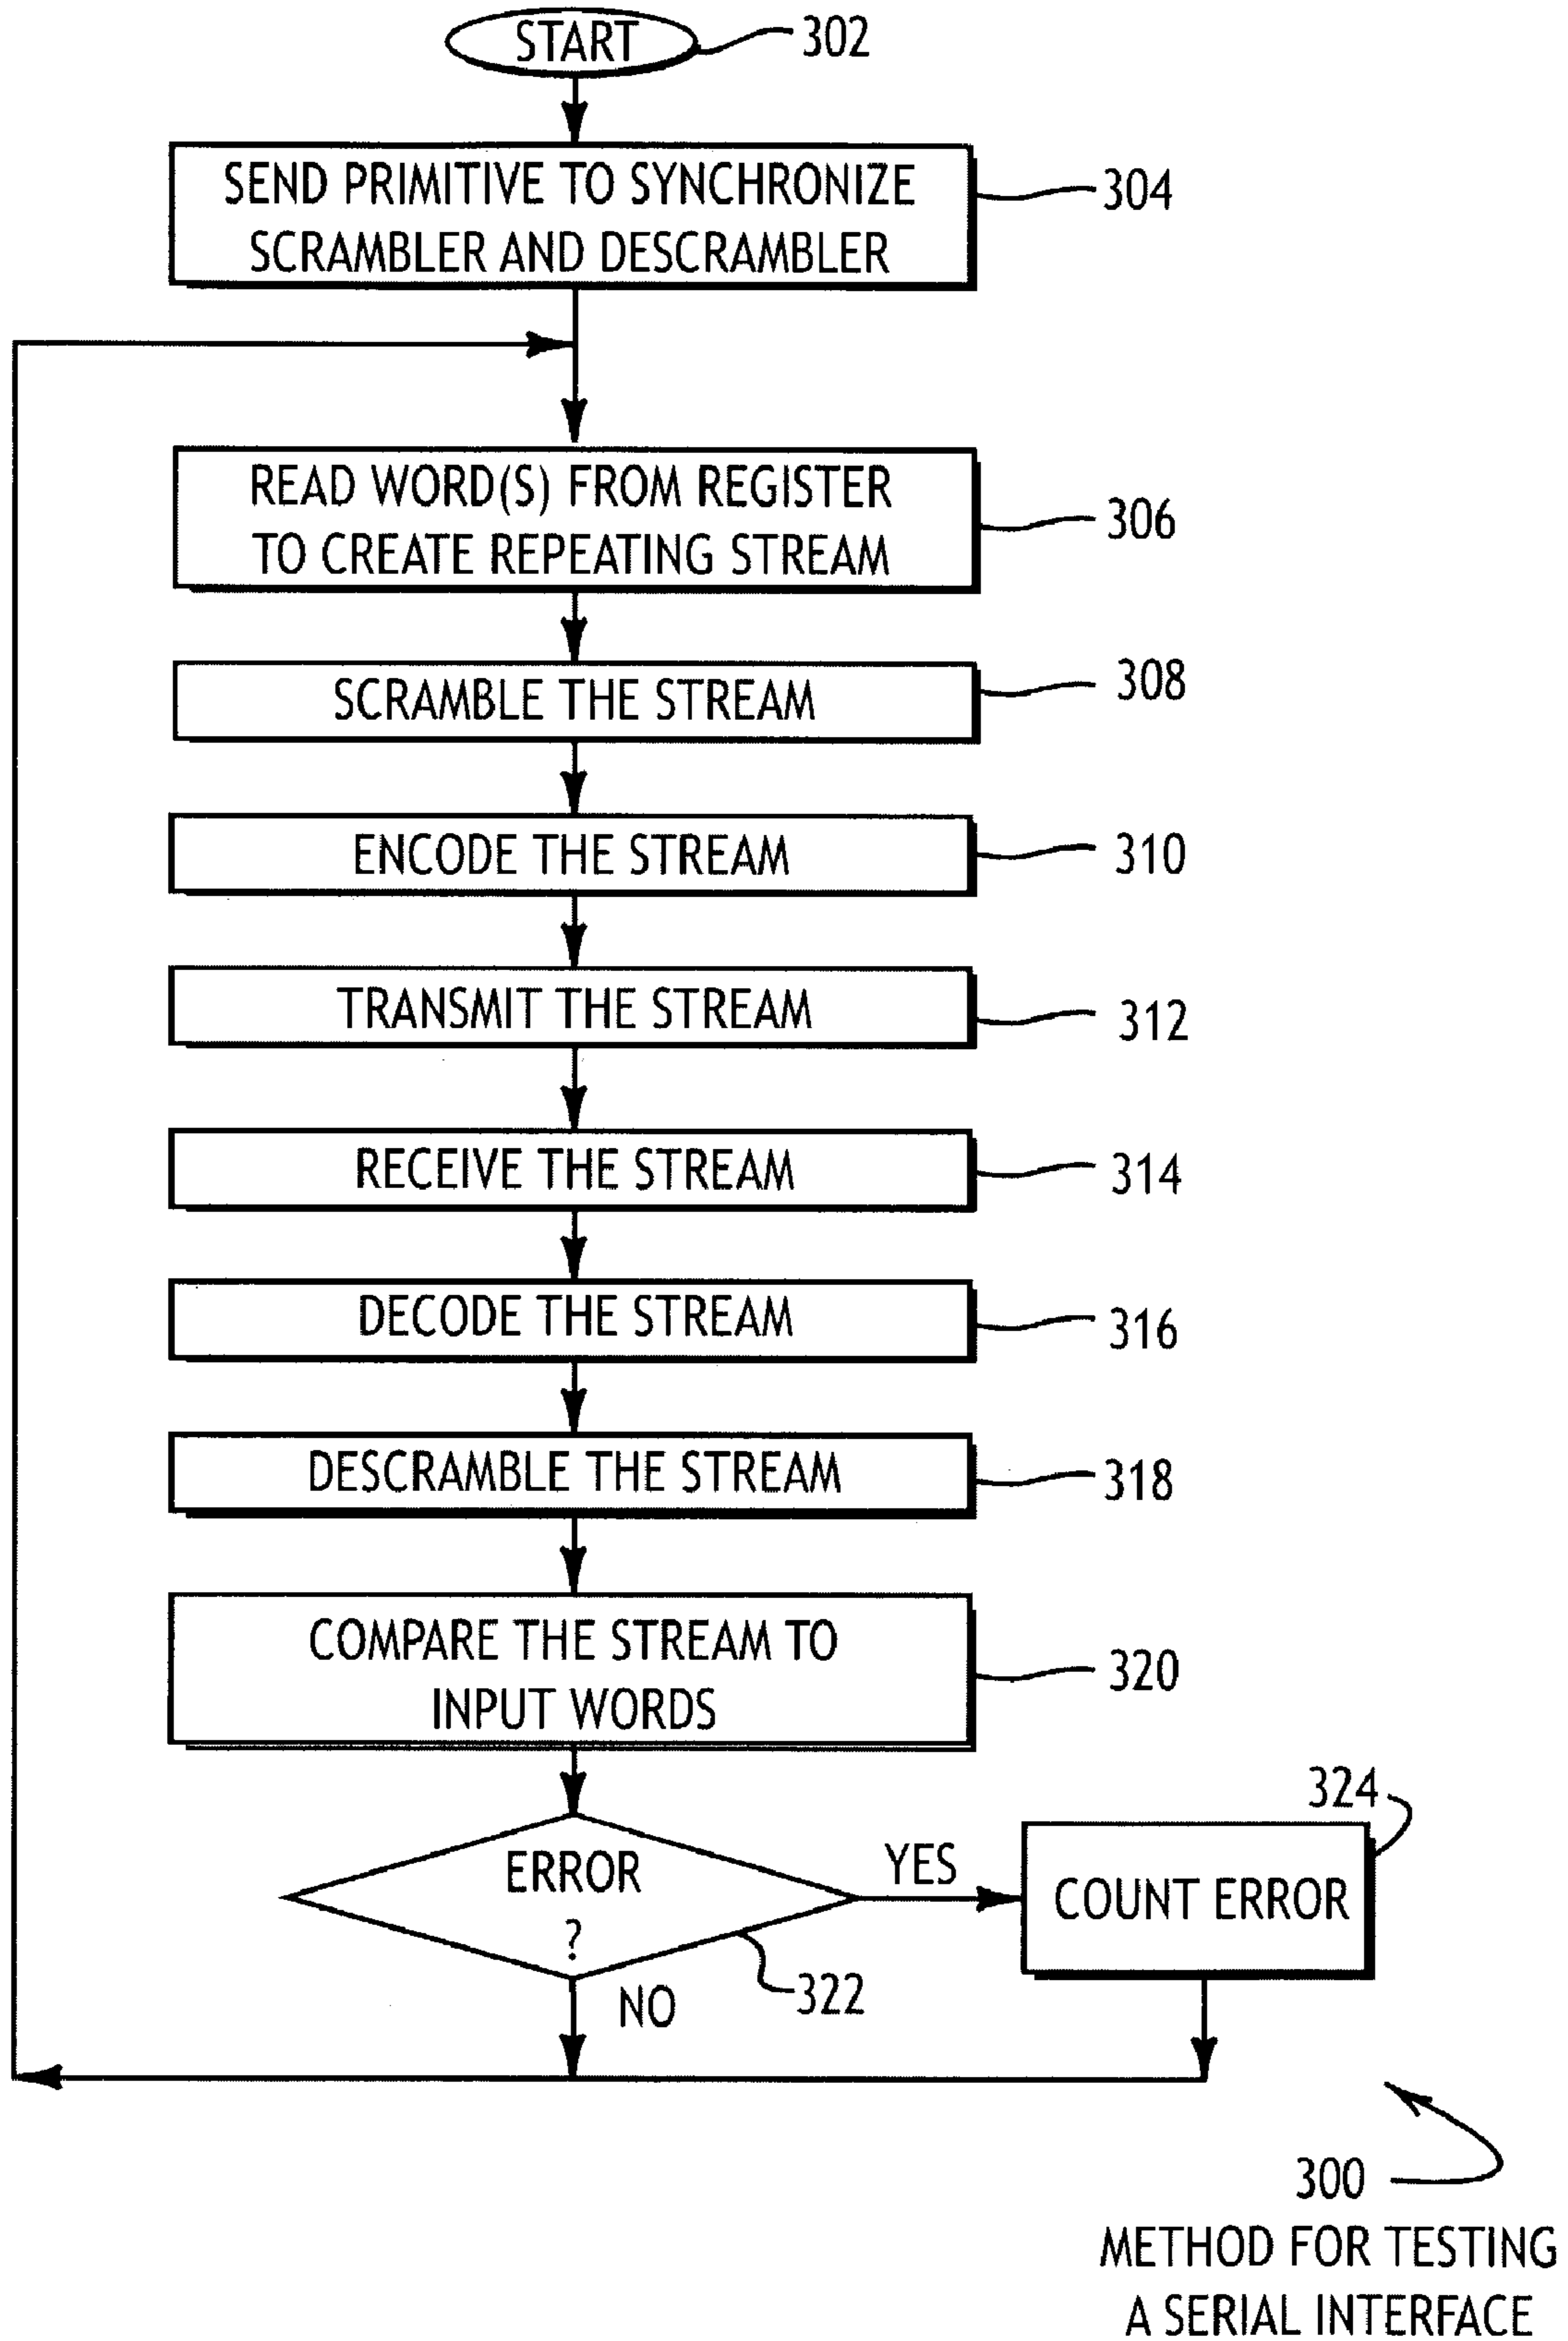 START
302
SEND PRIMITIVE TO SYNCHRONIZE
SCRAMBLER AND DESCRAMBLER
304
READ WORD(S) FROM REGISTER
TO CREATE REPEATING STREAM
306
SCRAMBLE THE STREAM
308
ENCODE THE STREAM
310
TRANSMIT THE STREAM
312
RECEIVE THE STREAM
314
DECODE THE STREAM
316
DESCRAMBLE THE STREAM
318
COMPARE THE STREAM TO
INPUT WORDS
320
ERROR
?
322
YES
NO
COUNT ERROR
324
300
METHOD FOR TESTING
A SERIAL INTERFACE